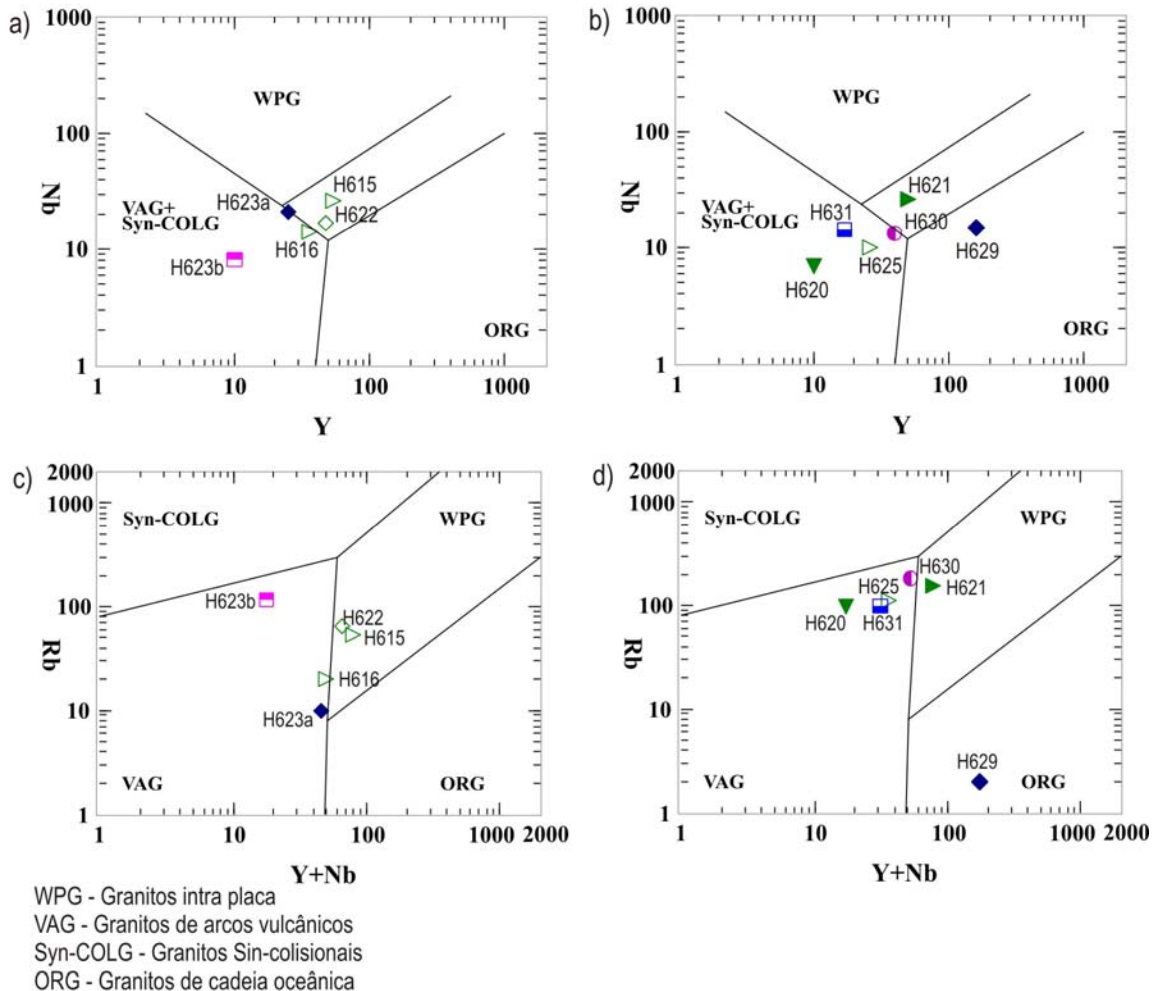 a)
1000
100
10
1
Nb
WPG
VAG+
Syn-COLG
ORG
H623a
H615
H622
H616
H623b
1
10
100
1000
Y
b)
1000
100
10
1
Nb
WPG
VAG+
Syn-COLG
ORG
H621
H631
H630
H629
H625
H620
1
10
100
1000
Y
c)
2000
1000
100
10
1
Rb
Syn-COLG
WPG
VAG
ORG
H623b
H622
H615
H616
H623a
1
10
100
1000
2000
Y+Nb
d)
2000
1000
100
10
1
Rb
Syn-COLG
WPG
VAG
ORG
H630
H625
H621
H620
H631
H629
1
10
100
1000
2000
Y+Nb
WPG - Granitos intra placa
VAG - Granitos de arcos vulcânicos
Syn-COLG - Granitos Sin-colisionais
ORG - Granitos de cadeia oceânica